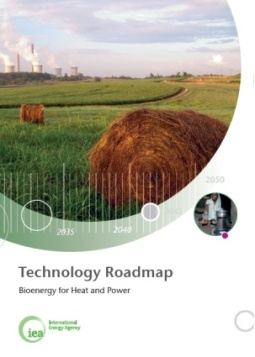 2050
2040
2035
Technology Roadmap
Bioenergy for Heat and Power
iea
International
Energy Agency